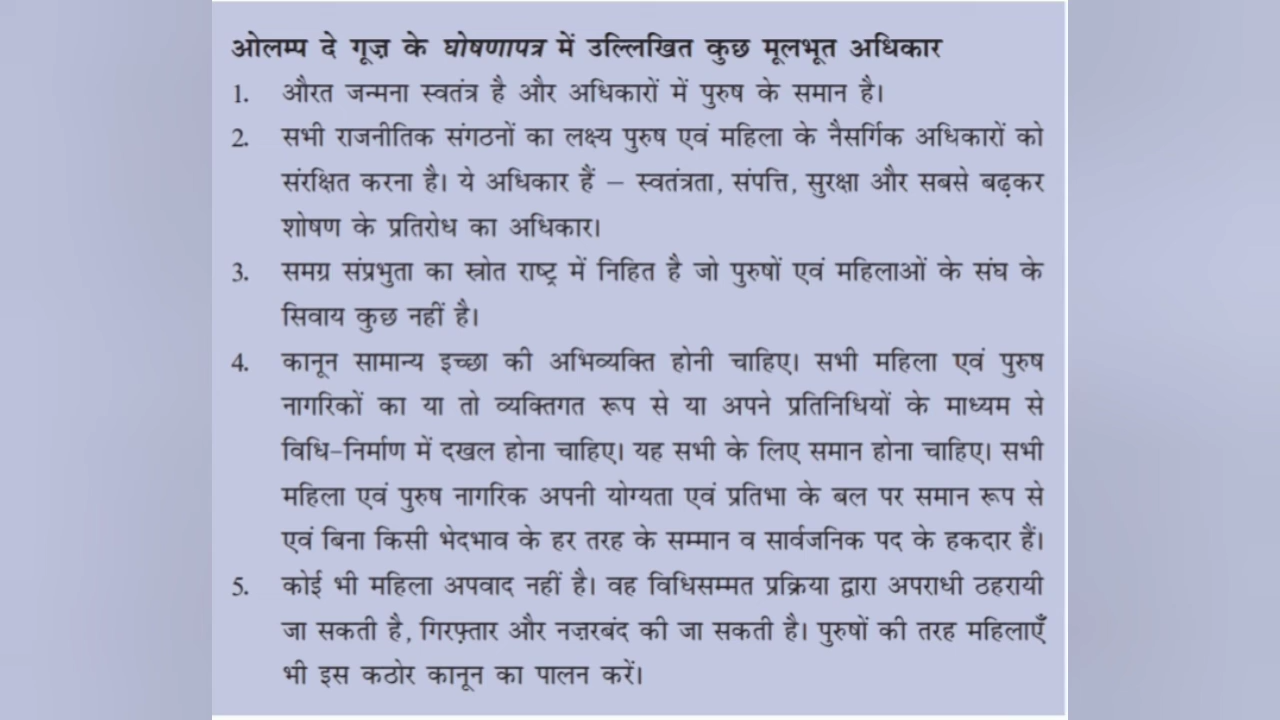 ओलम्प दे गूज़ के घोषणापत्र में उल्लिखित कुछ मूलभूत अधिकार
1. औरत जन्मना स्वतंत्र है और अधिकारों में पुरुष के समान है।
2. सभी राजनीतिक संगठनों का लक्ष्य पुरुष एवं महिला के नैसर्गिक अधिकारों को
संरक्षित करना है। ये अधिकार हैं – स्वतंत्रता, संपत्ति, सुरक्षा और सबसे बढ़कर
शोषण के प्रतिरोध का अधिकार।
3. समग्र संप्रभुता का स्रोत राष्ट्र में निहित है जो पुरुषों एवं महिलाओं के संघ के
सिवाय कुछ नहीं है।
4. कानून सामान्य इच्छा की अभिव्यक्ति होनी चाहिए। सभी महिला एवं पुरुष
नागरिकों का या तो व्यक्तिगत रूप से या अपने प्रतिनिधियों के माध्यम से
विधि-निर्माण में दखल होना चाहिए। यह सभी के लिए समान होना चाहिए। सभी
महिला एवं पुरुष नागरिक अपनी योग्यता एवं प्रतिभा के बल पर समान रूप से
एवं बिना किसी भेदभाव के हर तरह के सम्मान व सार्वजनिक पद के हकदार हैं।
5. कोई भी महिला अपवाद नहीं है। वह विधिसम्मत प्रक्रिया द्वारा अपराधी ठहरायी
जा सकती है, गिरफ़्तार और नज़रबंद की जा सकती है। पुरुषों की तरह महिलाएँ
भी इस कठोर कानून का पालन करें।